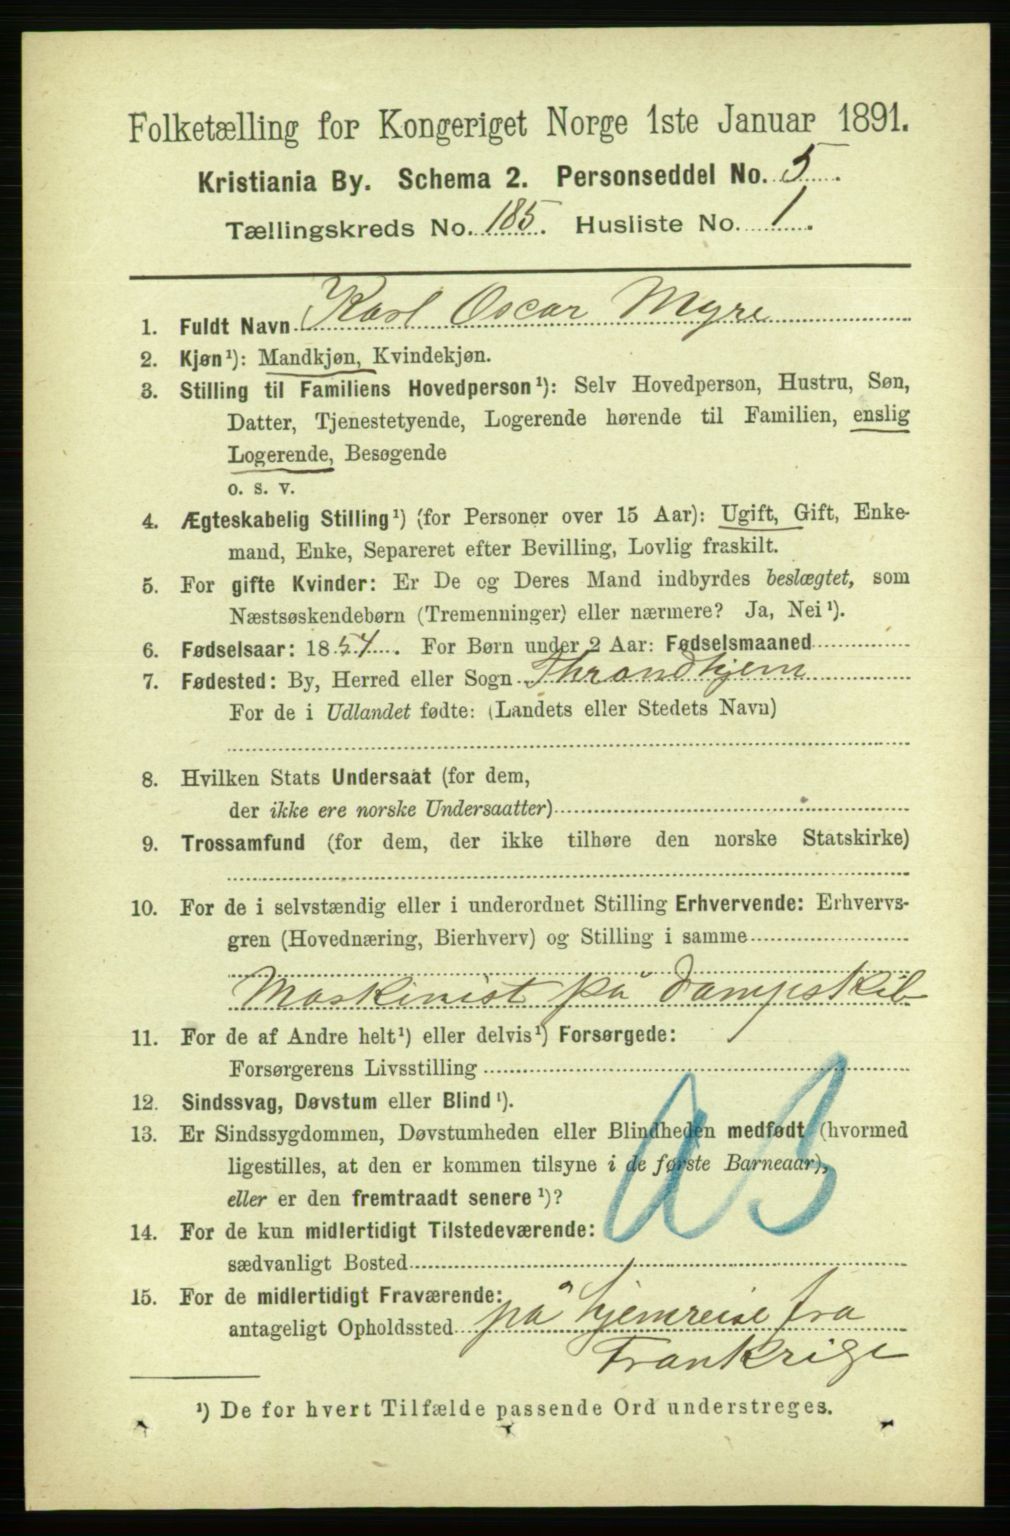 Folketælling for Kongeriget Norge 1ste Januar 1891.
Kristiania By. Schema 2. Personseddel No. 5.
Tællingskreds No. 185. Husliste No. 1.
1. Fuldt Navn Karl Oscar Myre
2. Kjøn¹): Mandkjøn, Kvindekjøn.
3. Stilling til Familiens Hovedperson¹): Selv Hovedperson, Hustru, Søn,
Datter, Tjenestetyende, Logerende hørende til Familien, enslig
Logerende, Besøgende
o. s. v.
4. Ægteskabelig Stilling¹) (for Personer over 15 Aar): Ugift, Gift, Enke-
mand, Enke, Separeret efter Bevilling, Lovlig fraskilt.
5. For gifte Kvinder: Er De og Deres Mand indbyrdes beslægtet, som
Næstsøskendebørn (Tremenninger) eller nærmere? Ja, Nei¹).
6. Fødselsaar: 1854. For Børn under 2 Aar: Fødselsmaaned
7. Fødested: By, Herred eller Sogn Throndhjem
For de i Udlandet fødte: (Landets eller Stedets Navn)
8. Hvilken Stats Undersaat (for dem,
der ikke ere norske Undersaatter)
9. Trossamfund (for dem, der ikke tilhøre den norske Statskirke)
10. For de i selvstændig eller i underordnet Stilling Erhvervende: Erhvervs-
gren (Hovednæring, Bierhverv) og Stilling i samme
Maskinist på Dampskib
11. For de af Andre helt¹) eller delvis¹) Forsørgede:
Forsørgerens Livsstilling
12. Sindssvag, Døvstum eller Blind¹).
13. Er Sindssygdommen, Døvstumheden eller Blindheden medfødt (hvormed
ligestilles, at den er kommen tilsyne i de første Barneaar),
eller er den fremtraadt senere¹)?
14. For de kun midlertidigt Tilstedeværende:
sædvanligt Bosted
15. For de midlertidigt Fraværende:
antageligt Opholdssted på hjemreise fra
Frankrige
¹) De for hvert Tilfælde passende Ord understreges.